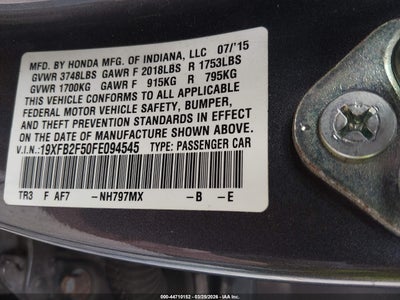 MFD. BY HONDA MFG. OF INDIANA, LLC 07/'15
GVWR 3748LBS GAWR F 2018LBS R 1753LBS
GVWR 1700KG GAWR F 915KG R 795KG
THIS VEHICLE CONFORMS TO ALL APPLICABLE
FEDERAL MOTOR VEHICLE SAFETY, BUMPER,
AND THEFT PREVENTION STANDARDS IN EFFECT
ON THE DATE OF MANUFACTURE SHOWN ABOVE.
V.I.N.: 19XFB2F50FE094545 TYPE: PASSENGER CAR
TR3 F AF7 -NH797MX -B -E
000-44710152 - 03/29/2026 - IAA Inc.